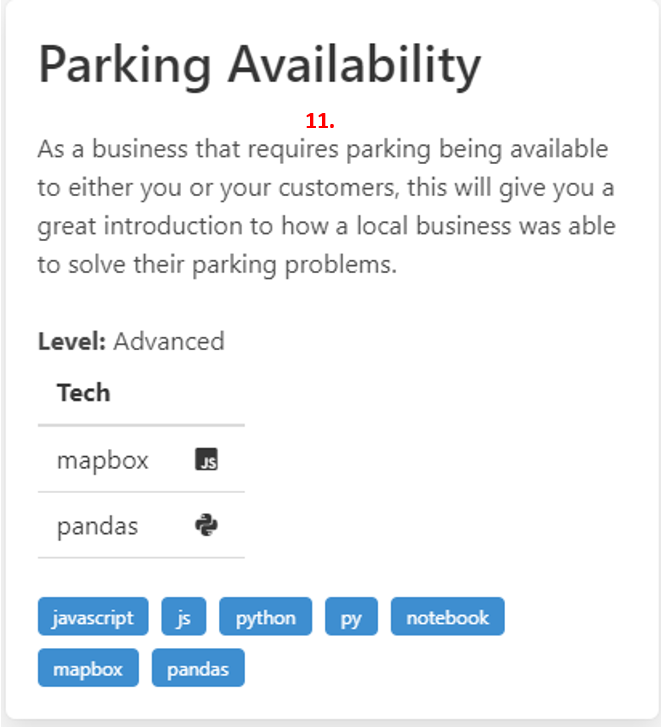 Parking Availability
11.
As a business that requires parking being available
to either you or your customers, this will give you a
great introduction to how a local business was able
to solve their parking problems.
Level: Advanced
Tech
mapbox JS
pandas
javascript js python py notebook
mapbox pandas